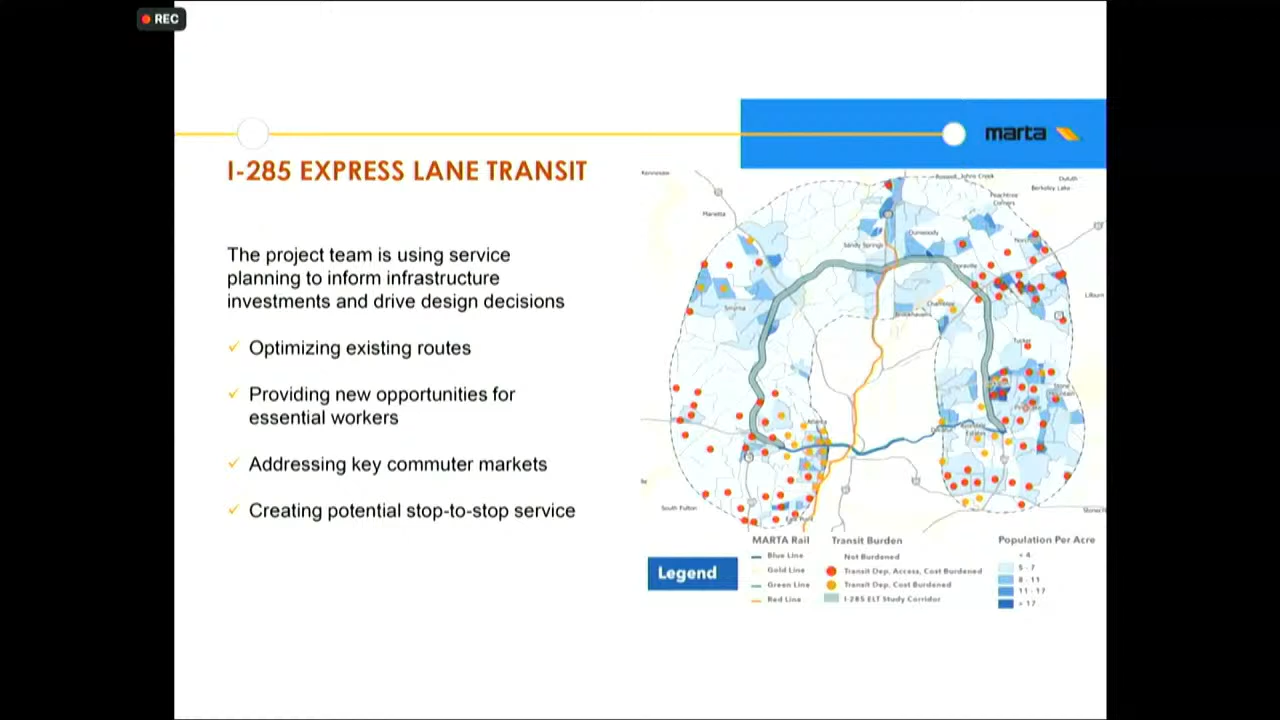 REC
marta
I-285 EXPRESS LANE TRANSIT
The project team is using service
planning to inform infrastructure
investments and drive design decisions
✓ Optimizing existing routes
✓ Providing new opportunities for
essential workers
✓ Addressing key commuter markets
✓ Creating potential stop-to-stop service
Kennesaw
Roswell
Johns Creek
Duluth
Berkeley Lake
Peachtree
Corners
Marietta
Dunwoody
Sandy Springs
Doraville
Lilburn
Smyrna
Chamblee
Brookhaven
Tucker
Stone
Mountain
Atlanta
Decatur
South Fulton
East Point
Legend
MARTA Rail
Blue Line
Gold Line
Green Line
Red Line
Transit Burden
Not Burdened
Transit Dep, Access, Cost Burdened
Transit Dep, Cost Burdened
I-285 ELT Study Corridor
Population Per Acre
< 4
5 - 7
8 - 11
11 - 17
> 17